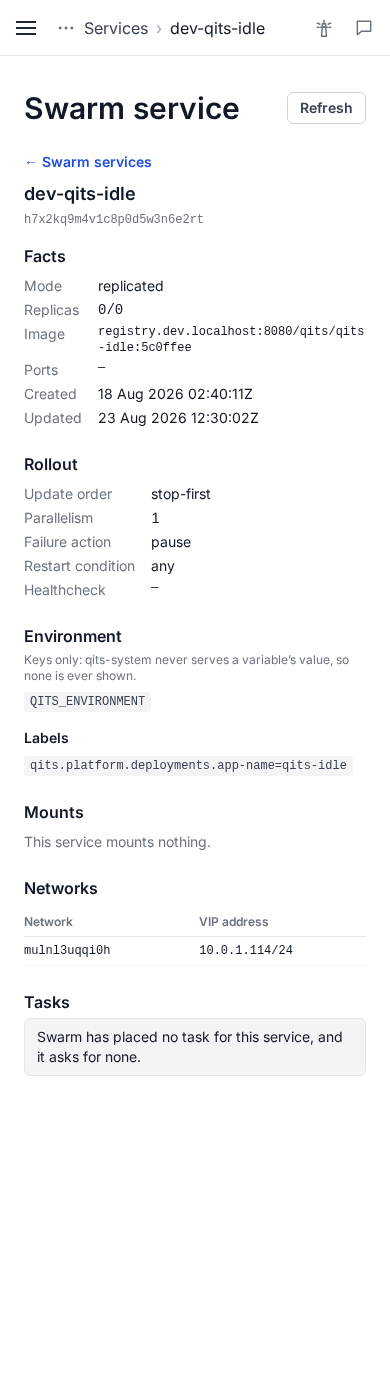 Services › dev-qits-idle
Swarm service
Refresh
← Swarm services
dev-qits-idle
h7x2kq9m4v1c8p0d5w3n6e2rt
Facts
Mode replicated
Replicas 0/0
Image registry.dev.localhost:8080/qits/qits
-idle:5c0ffee
Ports –
Created 18 Aug 2026 02:40:11Z
Updated 23 Aug 2026 12:30:02Z
Rollout
Update order stop-first
Parallelism 1
Failure action pause
Restart condition any
Healthcheck –
Environment
Keys only: qits-system never serves a variable’s value, so
none is ever shown.
QITS_ENVIRONMENT
Labels
qits.platform.deployments.app-name=qits-idle
Mounts
This service mounts nothing.
Networks
Network VIP address
mulnl3uqqi0h 10.0.1.114/24
Tasks
Swarm has placed no task for this service, and
it asks for none.